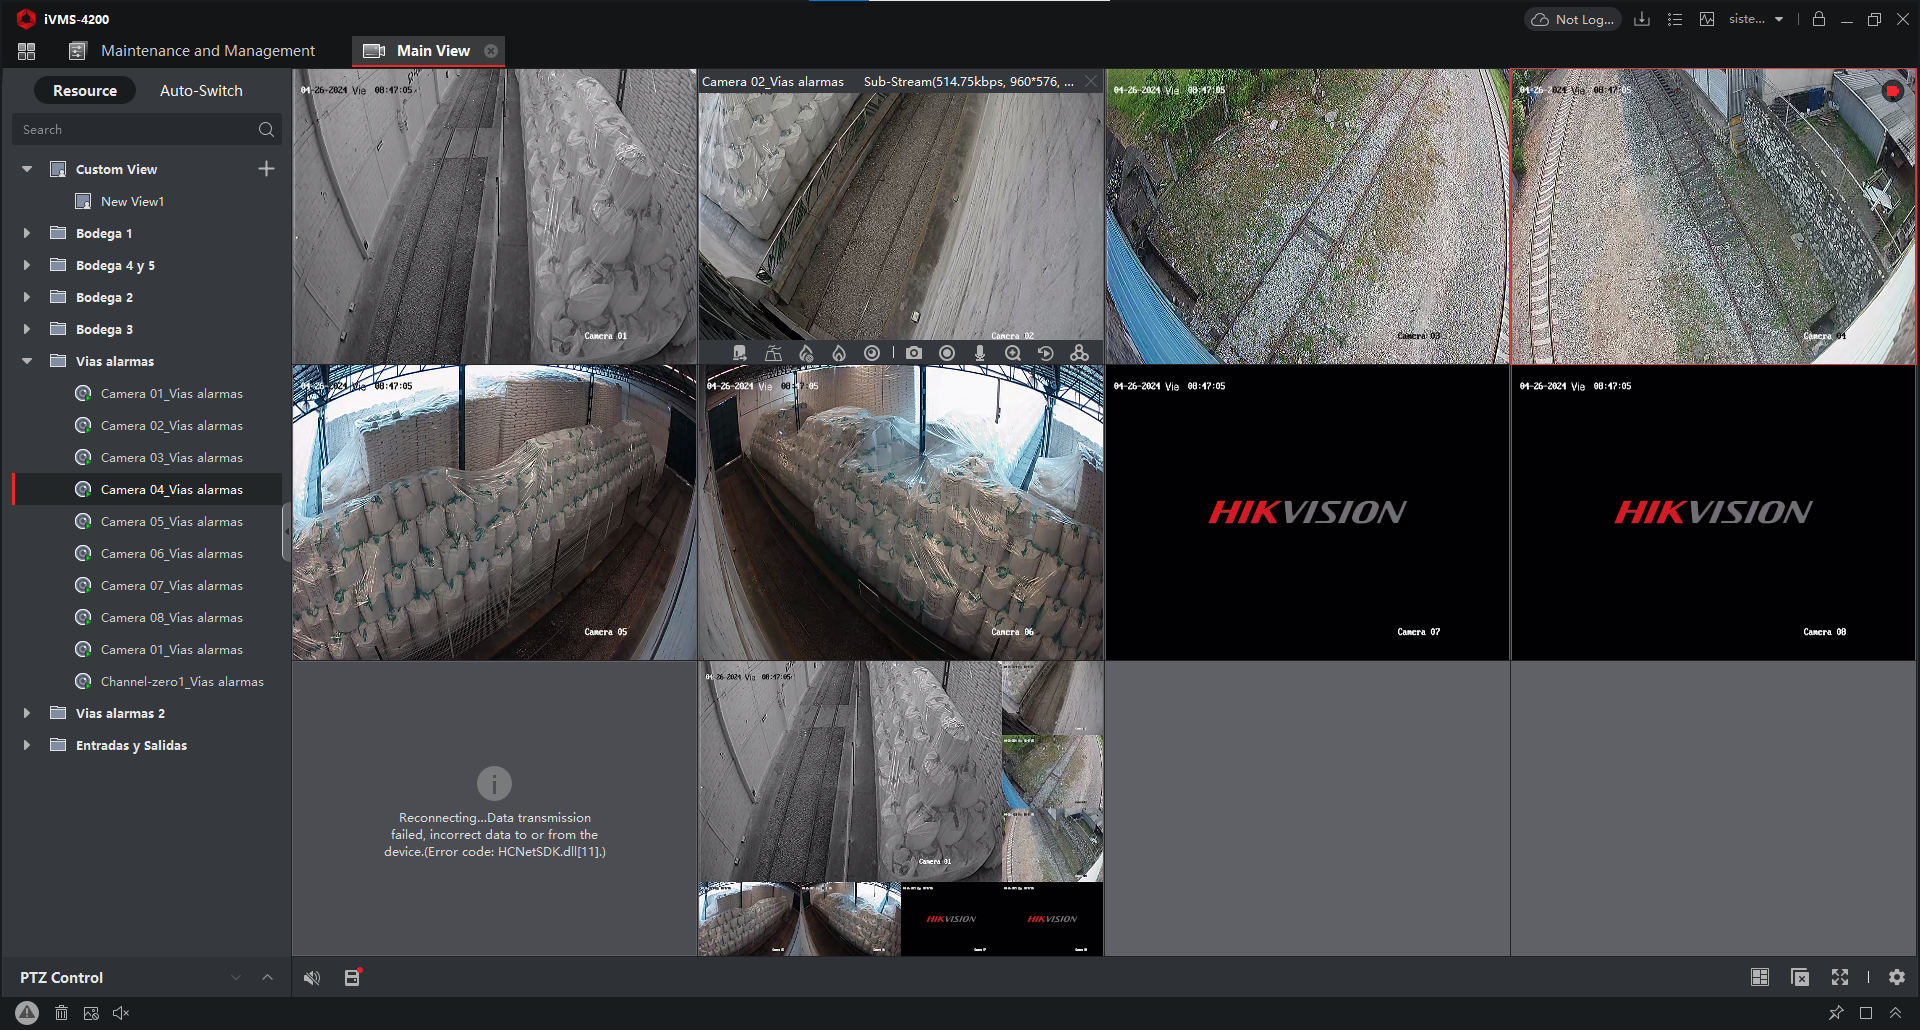 iVMS-4200
Not Log...
siste...
Maintenance and Management
Main View
Resource
Auto-Switch
Search
Custom View
New View1
Bodega 1
Bodega 4 y 5
Bodega 2
Bodega 3
Vias alarmas
Camera 01_Vias alarmas
Camera 02_Vias alarmas
Camera 03_Vias alarmas
Camera 04_Vias alarmas
Camera 05_Vias alarmas
Camera 06_Vias alarmas
Camera 07_Vias alarmas
Camera 08_Vias alarmas
Camera 01_Vias alarmas
Channel-zero1_Vias alarmas
Vias alarmas 2
Entradas y Salidas
PTZ Control
04-26-2024 Vie 08:47:05
Camera 01
Camera 02_Vias alarmas Sub-Stream(514.75kbps, 960*576, ...
Camera 02
04-26-2024 Vie 08:47:05
Camera 03
04-26-2024 Vie 08:47:05
Camera 04
04-26-2024 Vie 08:47:05
Camera 05
04-26-2024 Vie 08:47:05
Camera 06
04-26-2024 Vie 08:47:05
HIKVISION
Camera 07
04-26-2024 Vie 08:47:05
HIKVISION
Camera 08
Reconnecting...Data transmission
failed, incorrect data to or from the
device.(Error code: HCNetSDK.dll[11].)
04-26-2024 Vie 08:47:05
Camera 01
HIKVISION
HIKVISION